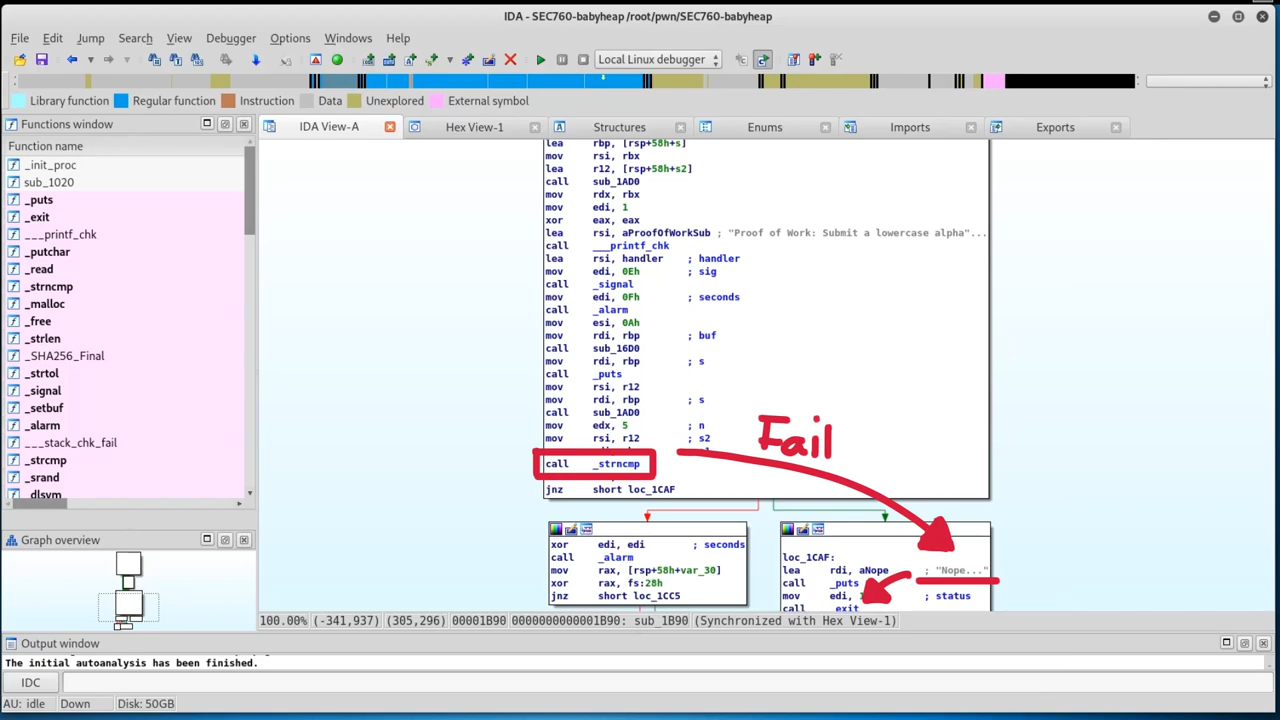 IDA - SEC760-babyheap /root/pwn/SEC760-babyheap
File Edit Jump Search View Debugger Options Windows Help
Local Linux debugger
Library function Regular function Instruction Data Unexplored External symbol
Functions window
IDA View-A Hex View-1 Structures Enums Imports Exports
Function name
_init_proc
sub_1020
_puts
_exit
___printf_chk
_putchar
_read
_strncmp
_malloc
_free
_strlen
_SHA256_Final
_strtol
_signal
_setbuf
_alarm
___stack_chk_fail
_strcmp
_srand
_dlsym
Graph overview
lea rbp, [rsp+58h+s]
mov rsi, rbx
lea r12, [rsp+58h+s2]
call sub_1AD0
mov rdx, rbx
mov edi, 1
xor eax, eax
lea rsi, aProofOfWorkSub ; "Proof of Work: Submit a lowercase alpha"...
call ___printf_chk
lea rsi, handler ; handler
mov edi, 0Eh ; sig
call _signal
mov edi, 0Fh ; seconds
call _alarm
mov esi, 0Ah
mov rdi, rbp ; buf
call sub_16D0
mov rdi, rbp ; s
call _puts
mov rsi, r12
mov rdi, rbp ; s
call sub_1AD0
mov edx, 5 ; n
mov rsi, r12 ; s2
call _strncmp
jnz short loc_1CAF
Fail
xor edi, edi ; seconds
call _alarm
mov rax, [rsp+58h+var_30]
xor rax, fs:28h
jnz short loc_1CC5
loc_1CAF:
lea rdi, aNope ; "Nope..."
call _puts
mov edi, ; status
call exit
100.00% (-341,937) (305,296) 00001B90 0000000000001B90: sub_1B90 (Synchronized with Hex View-1)
Output window
The initial autoanalysis has been finished.
IDC
AU: idle Down Disk: 50GB